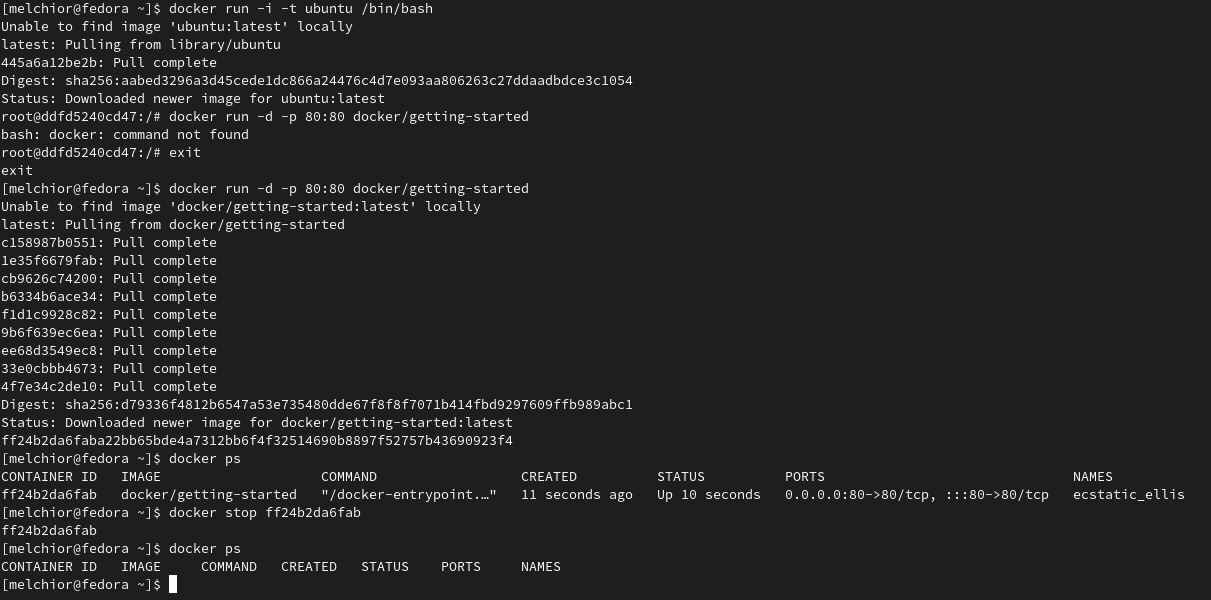 [melchior@fedora ~]$ docker run -i -t ubuntu /bin/bash
Unable to find image 'ubuntu:latest' locally
latest: Pulling from library/ubuntu
445a6a12be2b: Pull complete
Digest: sha256:aabed3296a3d45cede1dc866a24476c4d7e093aa806263c27ddaadbdce3c1054
Status: Downloaded newer image for ubuntu:latest
root@ddfd5240cd47:/# docker run -d -p 80:80 docker/getting-started
bash: docker: command not found
root@ddfd5240cd47:/# exit
exit
[melchior@fedora ~]$ docker run -d -p 80:80 docker/getting-started
Unable to find image 'docker/getting-started:latest' locally
latest: Pulling from docker/getting-started
c158987b0551: Pull complete
1e35f6679fab: Pull complete
cb9626c74200: Pull complete
b6334b6ace34: Pull complete
f1d1c9928c82: Pull complete
9b6f639ec6ea: Pull complete
ee68d3549ec8: Pull complete
33e0cbbb4673: Pull complete
4f7e34c2de10: Pull complete
Digest: sha256:d79336f4812b6547a53e735480dde67f8f8f7071b414fbd9297609ffb989abc1
Status: Downloaded newer image for docker/getting-started:latest
ff24b2da6faba22bb65bde4a7312bb6f4f32514690b8897f52757b43690923f4
[melchior@fedora ~]$ docker ps
CONTAINER ID   IMAGE                    COMMAND                  CREATED          STATUS          PORTS                               NAMES
ff24b2da6fab   docker/getting-started   "/docker-entrypoint.…"   11 seconds ago   Up 10 seconds   0.0.0.0:80->80/tcp, :::80->80/tcp   ecstatic_ellis
[melchior@fedora ~]$ docker stop ff24b2da6fab
ff24b2da6fab
[melchior@fedora ~]$ docker ps
CONTAINER ID   IMAGE     COMMAND   CREATED   STATUS    PORTS     NAMES
[melchior@fedora ~]$